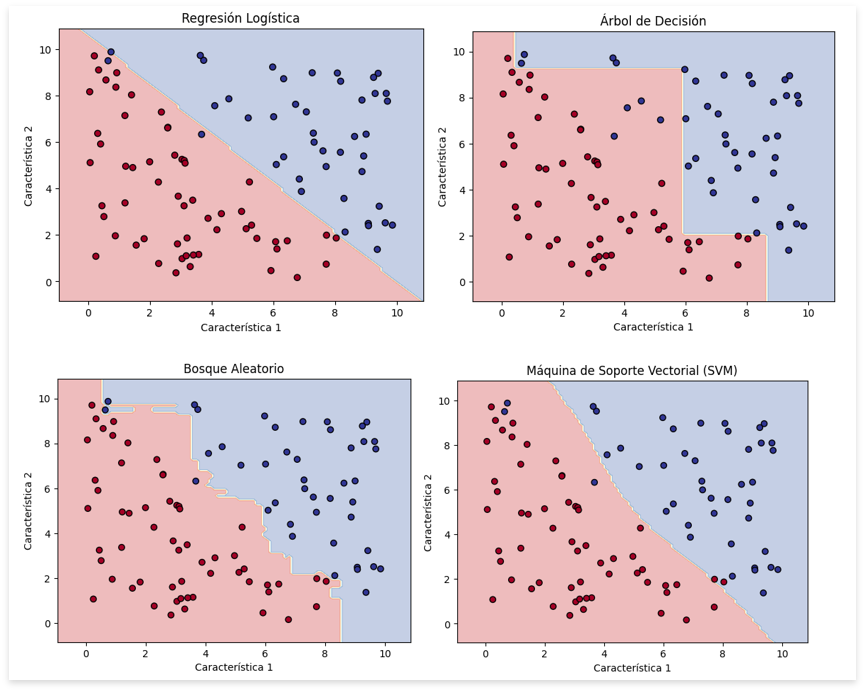 Regresión Logística
10
8
6
4
2
0
Característica 2
0 2 4 6 8 10
Característica 1
Árbol de Decisión
10
8
6
4
2
0
Característica 2
0 2 4 6 8 10
Característica 1
Bosque Aleatorio
10
8
6
4
2
0
Característica 2
0 2 4 6 8 10
Característica 1
Máquina de Soporte Vectorial (SVM)
10
8
6
4
2
0
Característica 2
0 2 4 6 8 10
Característica 1